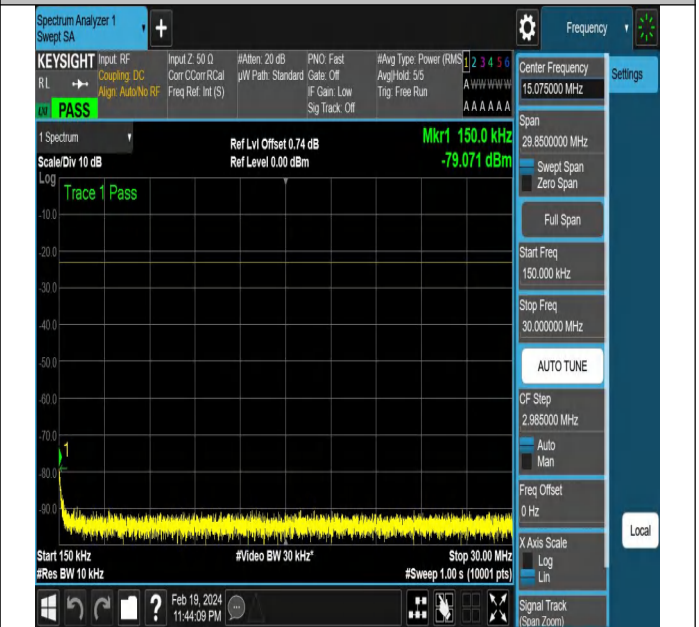 Spectrum Analyzer 1
Swept SA
+
Frequency
KEYSIGHT
RL
PASS
Input: RF
Coupling: DC
Align: Auto/No RF
Input Z: 50 Ω
Corr CCorr RCal
Freq Ref: Int (S)
#Atten: 20 dB
µW Path: Standard
PNO: Fast
Gate: Off
IF Gain: Low
Sig Track: Off
#Avg Type: Power (RMS
Avg|Hold: 5/5
Trig: Free Run
1 2 3 4 5 6
A W W W W W
A A A A A A
1 Spectrum
Scale/Div 10 dB
Ref Lvl Offset 0.74 dB
Ref Level 0.00 dBm
Mkr1 150.0 kHz
-79.071 dBm
Log
Trace 1 Pass
-10.0
-20.0
-30.0
-40.0
-50.0
-60.0
-70.0
1
-80.0
-90.0
Start 150 kHz
#Res BW 10 kHz
#Video BW 30 kHz*
Stop 30.00 MHz
#Sweep 1.00 s (10001 pts)
?
Feb 19, 2024
11:44:09 PM
Center Frequency
15.075000 MHz
Settings
Span
29.8500000 MHz
Swept Span
Zero Span
Full Span
Start Freq
150.000 kHz
Stop Freq
30.000000 MHz
AUTO TUNE
CF Step
2.985000 MHz
Auto
Man
Freq Offset
0 Hz
Local
X Axis Scale
Log
Lin
Signal Track
(Span Zoom)